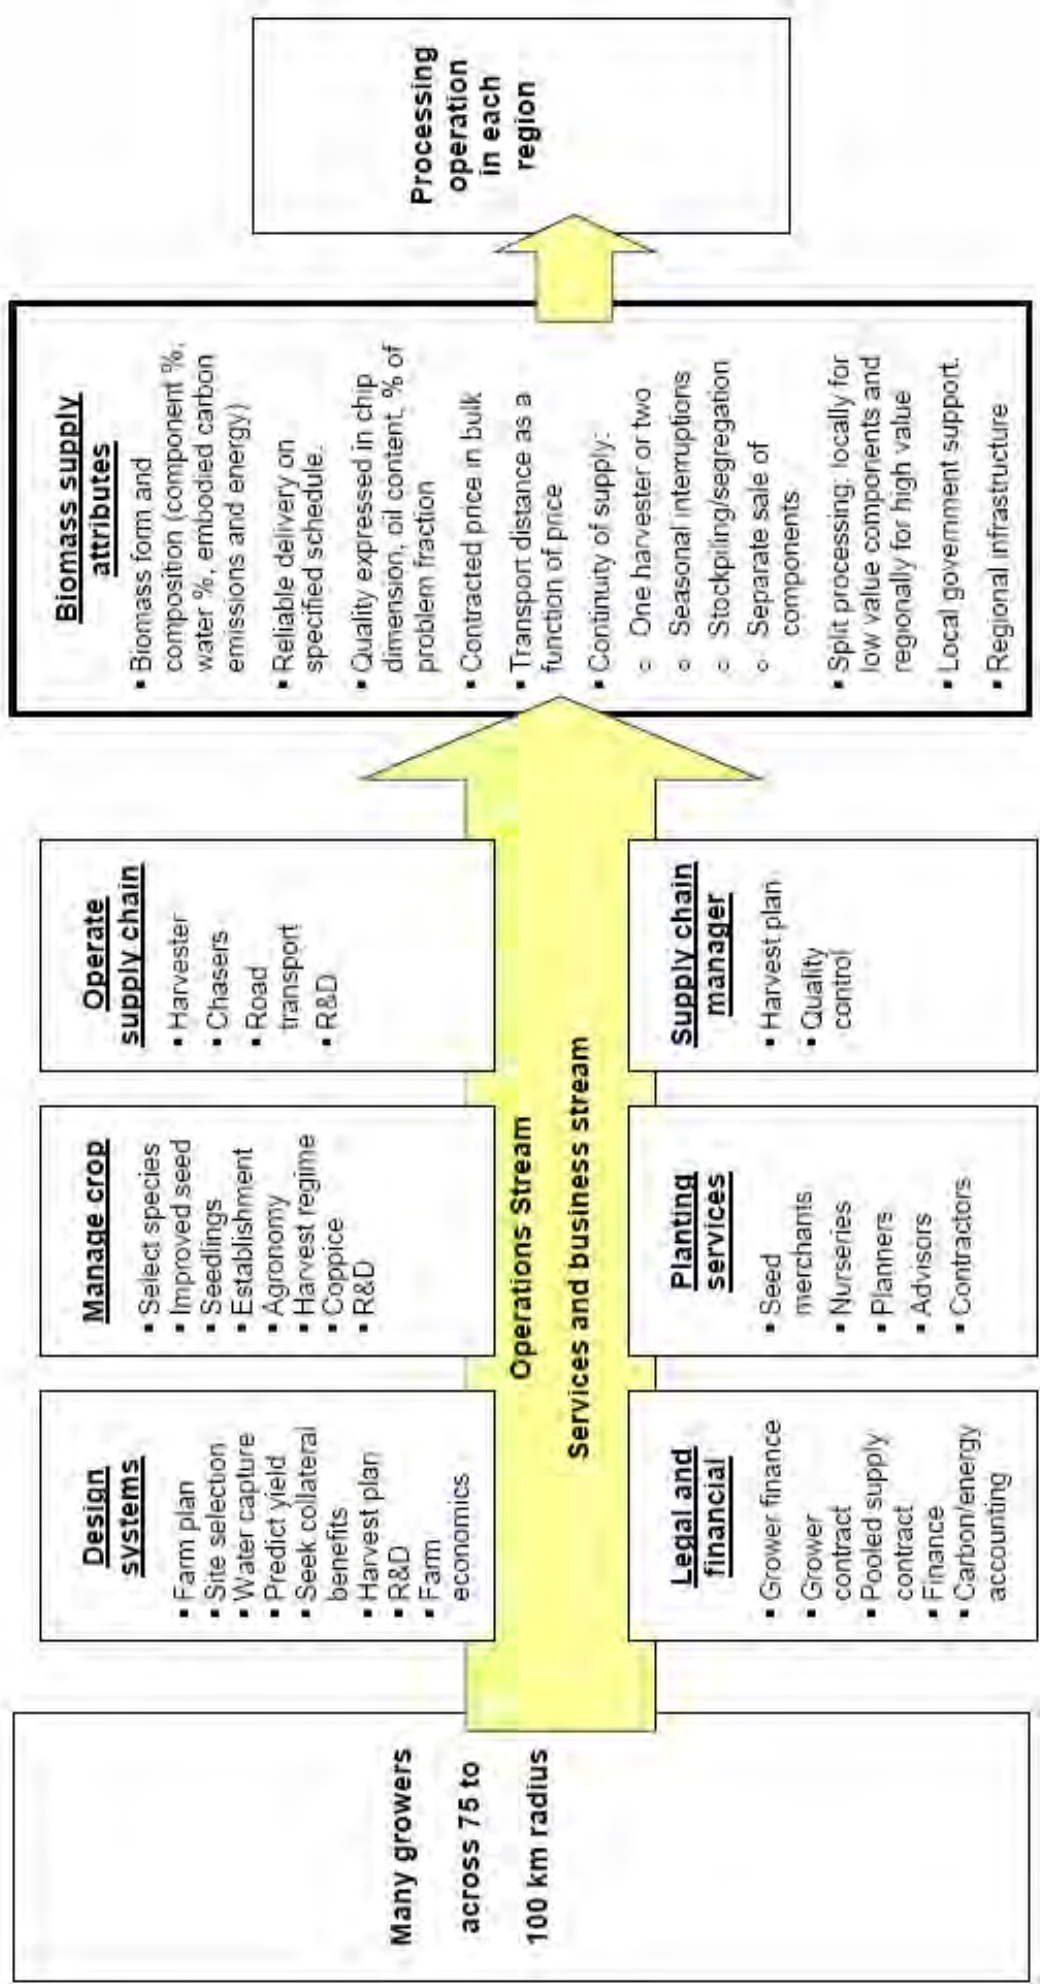 Many growers
across 75 to
100 km radius
Design
systems
▪ Farm plan
▪ Site selection
▪ Water capture
▪ Predict yield
▪ Seek collateral
benefits
▪ Harvest plan
▪ R&D
▪ Farm
economics
Manage crop
▪ Select species
▪ Improved seed
▪ Seedlings
▪ Establishment
▪ Agronomy
▪ Harvest regime
▪ Coppice
▪ R&D
Operate
supply chain
▪ Harvester
▪ Chasers
▪ Road
transport
▪ R&D
Operations Stream
Services and business stream
Legal and
financial
▪ Grower finance
▪ Grower
contract
▪ Pooled supply
contract
▪ Finance
▪ Carbon/energy
accounting
Planting
services
▪ Seed
merchants
▪ Nurseries
▪ Planners
▪ Advisors
▪ Contractors
Supply chain
manager
▪ Harvest plan
▪ Quality
control
Biomass supply
attributes
▪ Biomass form and
composition (component %,
water %, embodied carbon
emissions and energy)
▪ Reliable delivery on
specified schedule.
▪ Quality expressed in chip
dimension, oil content, % of
problem fraction
▪ Contracted price in bulk
▪ Transport distance as a
function of price
▪ Continuity of supply:
○ One harvester or two
○ Seasonal interruptions
○ Stockpiling/segregation
○ Separate sale of
components
▪ Split processing; locally for
low value components and
regionally for high value
▪ Local government support.
▪ Regional infrastructure
Processing
operation
in each
region